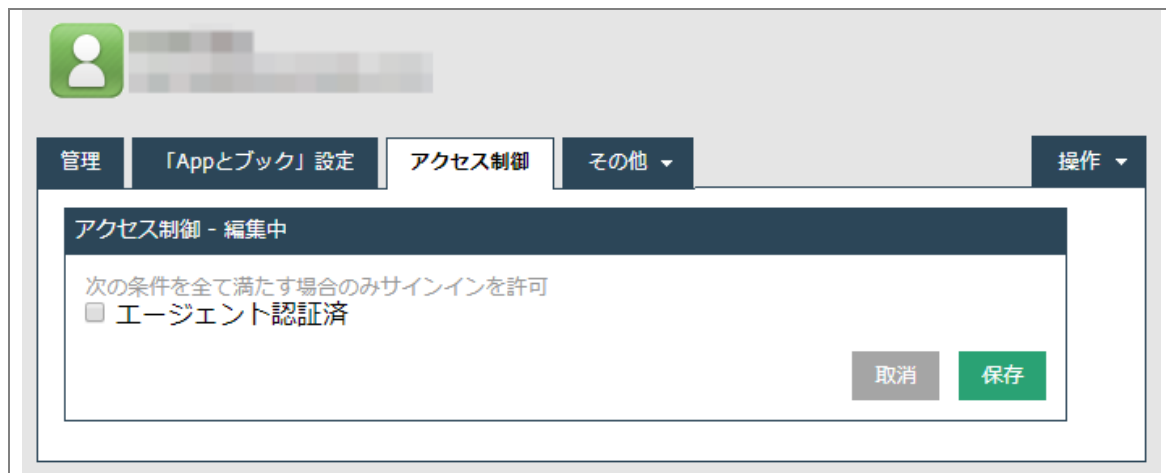 管理 「Appとブック」設定 アクセス制御 その他 操作
アクセス制御 - 編集中
次の条件を全て満たす場合のみサインインを許可
エージェント認証済
取消 保存